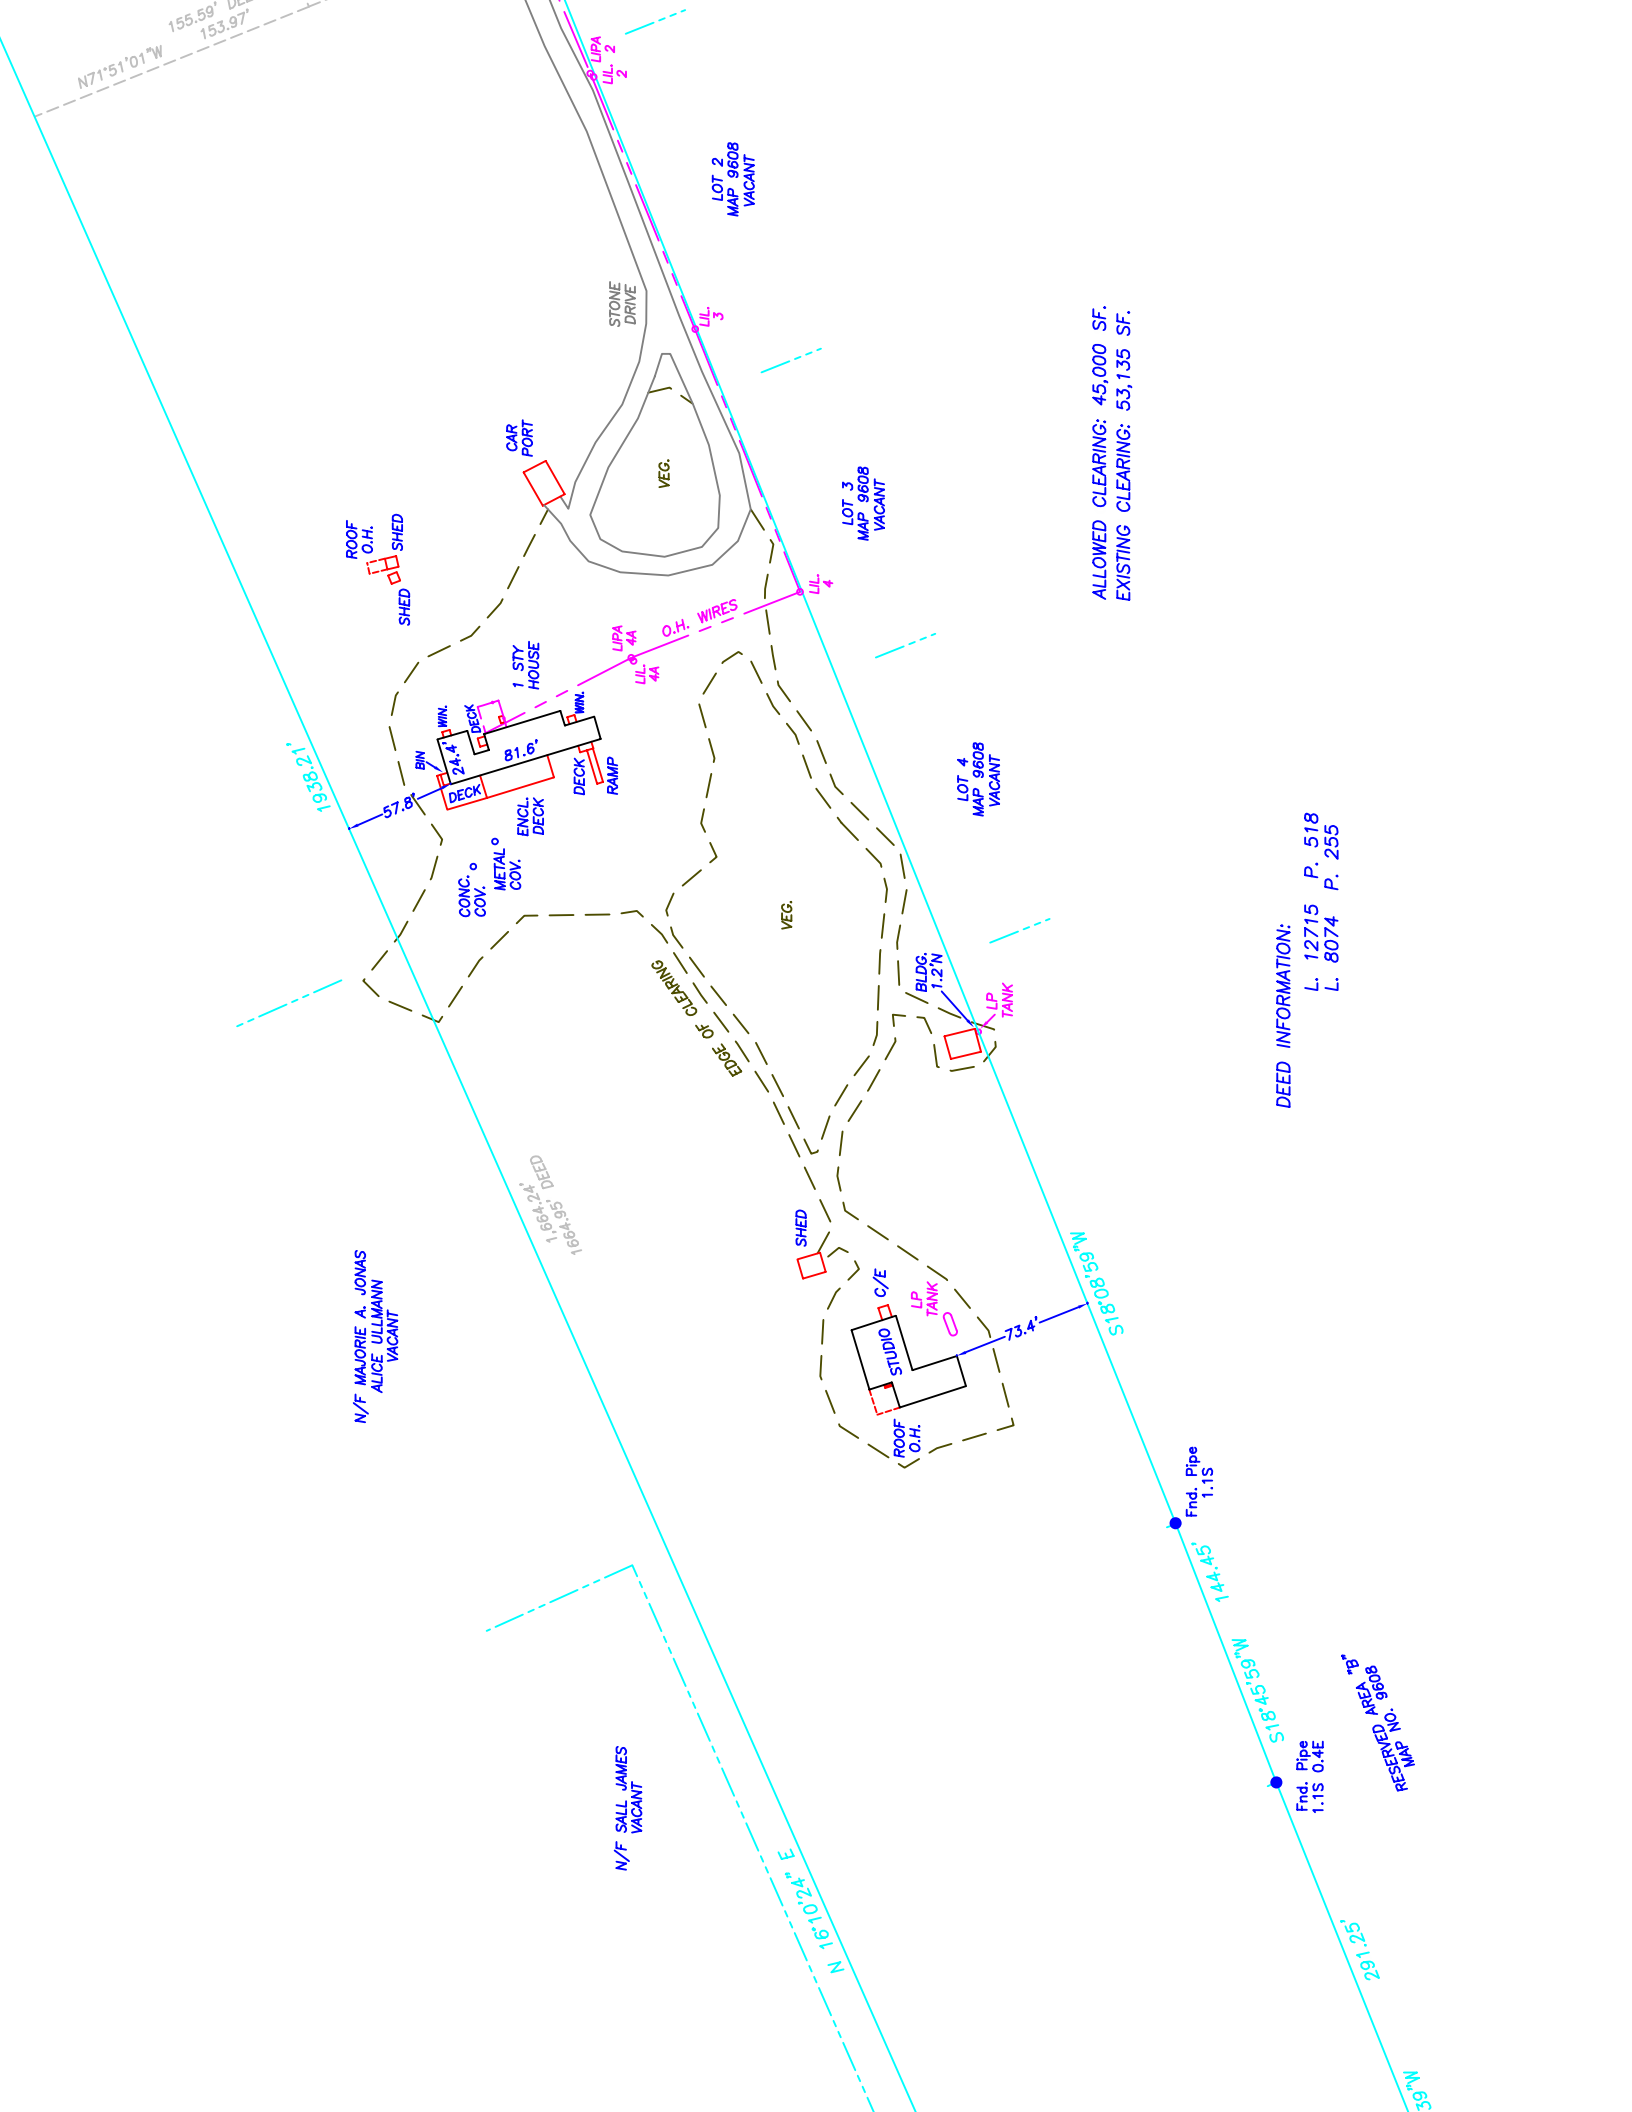 155.59' DE
153.97'
N71°51'01"W
LIPA
2
LIL.
2
LOT 2
MAP 9608
VACANT
STONE
DRIVE
LIL.
3
CAR
PORT
VEG.
LOT 3
MAP 9608
VACANT
ALLOWED CLEARING: 45,000 SF.
EXISTING CLEARING: 53,135 SF.
ROOF
O.H.
SHED
SHED
LIL.
4
O.H. WIRES
LIPA
4A
LIL.
4A
1 STY
HOUSE
WIN.
DECK
WIN.
BIN
24.4'
81.6'
DECK
ENCL.
DECK
DECK
RAMP
1938.21'
57.8'
CONC.
COV.
METAL
COV.
LOT 4
MAP 9608
VACANT
VEG.
EDGE OF CLEARING
BLDG.
1.2'N
LP
TANK
DEED INFORMATION:
L. 12715 P. 518
L. 8074 P. 255
1,664.24'
1664.95' DEED
N/F MAJORIE A. JONAS
ALICE ULLMANN
VACANT
SHED
C/E
LP
TANK
STUDIO
ROOF
O.H.
73.4'
S18°08'59"W
Fnd. Pipe
1.1S
144.45'
S18°45'59"W
Fnd. Pipe
1.1S 0.4E
RESERVED AREA "B"
MAP NO. 9608
N/F SALL JAMES
VACANT
N 16°10'24" E
291.25'
39"W